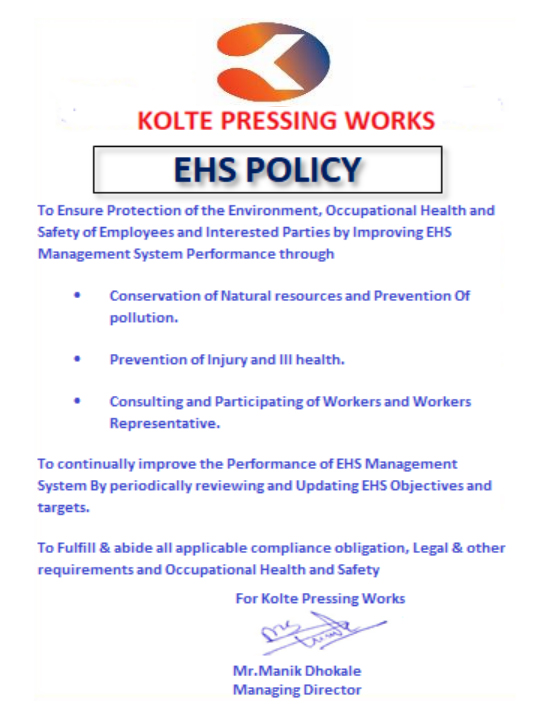 KOLTE PRESSING WORKS
EHS POLICY
To Ensure Protection of the Environment, Occupational Health and
Safety of Employees and Interested Parties by Improving EHS
Management System Performance through
• Conservation of Natural resources and Prevention Of
pollution.
• Prevention of Injury and Ill health.
• Consulting and Participating of Workers and Workers
Representative.
To continually improve the Performance of EHS Management
System By periodically reviewing and Updating EHS Objectives and
targets.
To Fulfill & abide all applicable compliance obligation, Legal & other
requirements and Occupational Health and Safety
For Kolte Pressing Works
Mr.Manik Dhokale
Managing Director